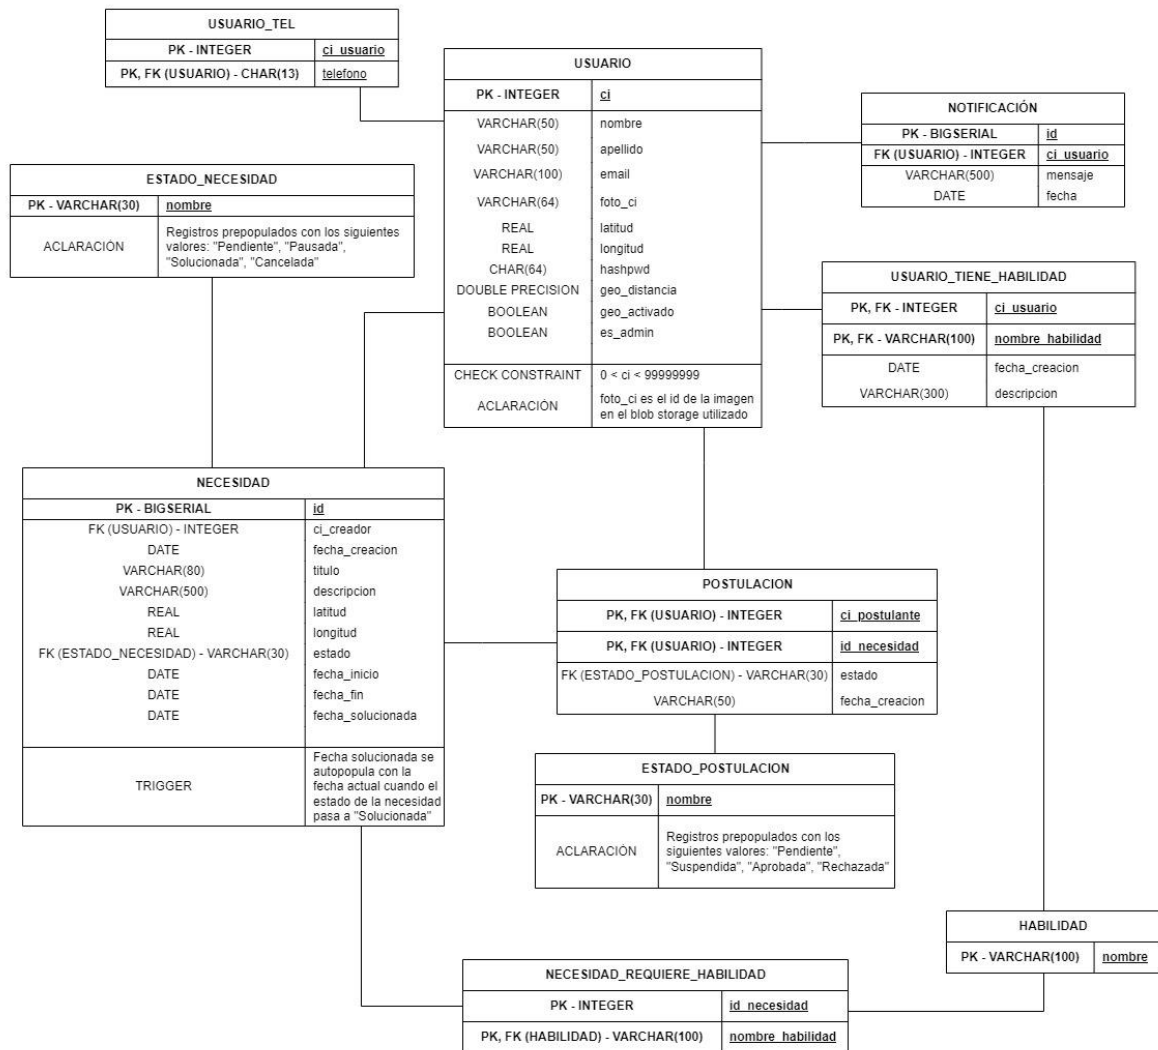 USUARIO_TEL
PK - INTEGER ci_usuario
PK, FK (USUARIO) - CHAR(13) telefono
USUARIO
PK - INTEGER ci
VARCHAR(50) nombre
VARCHAR(50) apellido
VARCHAR(100) email
VARCHAR(64) foto_ci
REAL latitud
REAL longitud
CHAR(64) hashpwd
DOUBLE PRECISION geo_distancia
BOOLEAN geo_activado
BOOLEAN es_admin
CHECK CONSTRAINT 0 < ci < 99999999
ACLARACIÓN foto_ci es el id de la imagen
en el blob storage utilizado
NOTIFICACIÓN
PK - BIGSERIAL id
FK (USUARIO) - INTEGER ci_usuario
VARCHAR(500) mensaje
DATE fecha
ESTADO_NECESIDAD
PK - VARCHAR(30) nombre
ACLARACIÓN Registros prepopulados con los siguientes
valores: "Pendiente", "Pausada",
"Solucionada", "Cancelada"
USUARIO_TIENE_HABILIDAD
PK, FK - INTEGER ci_usuario
PK, FK - VARCHAR(100) nombre_habilidad
DATE fecha_creacion
VARCHAR(300) descripcion
NECESIDAD
PK - BIGSERIAL id
FK (USUARIO) - INTEGER ci_creador
DATE fecha_creacion
VARCHAR(80) titulo
VARCHAR(500) descripcion
REAL latitud
REAL longitud
FK (ESTADO_NECESIDAD) - VARCHAR(30) estado
DATE fecha_inicio
DATE fecha_fin
DATE fecha_solucionada
TRIGGER Fecha solucionada se
autopopula con la
fecha actual cuando el
estado de la necesidad
pasa a "Solucionada"
POSTULACION
PK, FK (USUARIO) - INTEGER ci_postulante
PK, FK (USUARIO) - INTEGER id_necesidad
FK (ESTADO_POSTULACION) - VARCHAR(30) estado
VARCHAR(50) fecha_creacion
ESTADO_POSTULACION
PK - VARCHAR(30) nombre
ACLARACIÓN Registros prepopulados con los
siguientes valores: "Pendiente",
"Suspendida", "Aprobada", "Rechazada"
HABILIDAD
PK - VARCHAR(100) nombre
NECESIDAD_REQUIERE_HABILIDAD
PK - INTEGER id_necesidad
PK, FK (HABILIDAD) - VARCHAR(100) nombre_habilidad